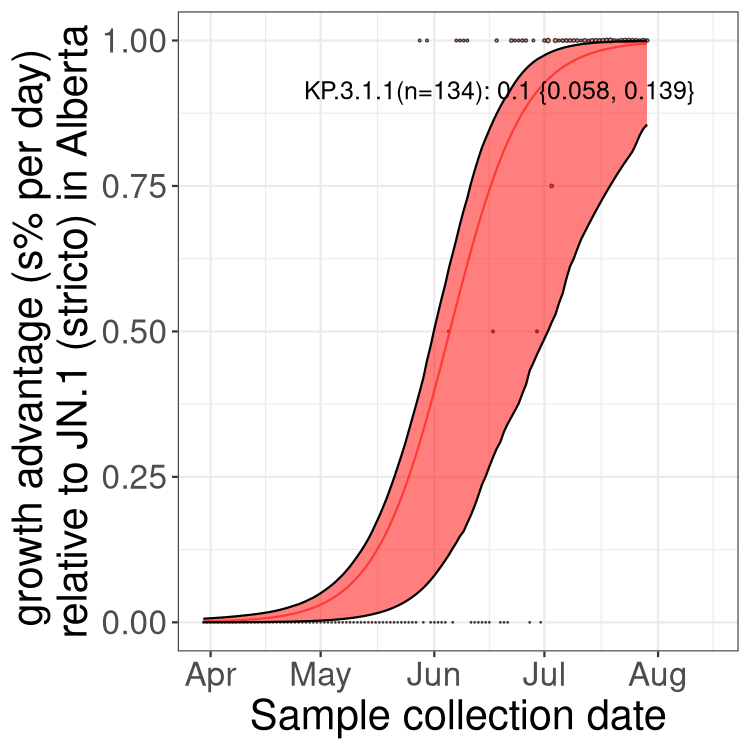 growth advantage (s% per day)
relative to JN.1 (stricto) in Alberta
1.00
0.75
0.50
0.25
0.00
KP.3.1.1(n=134): 0.1 {0.058, 0.139}
Apr May Jun Jul Aug
Sample collection date